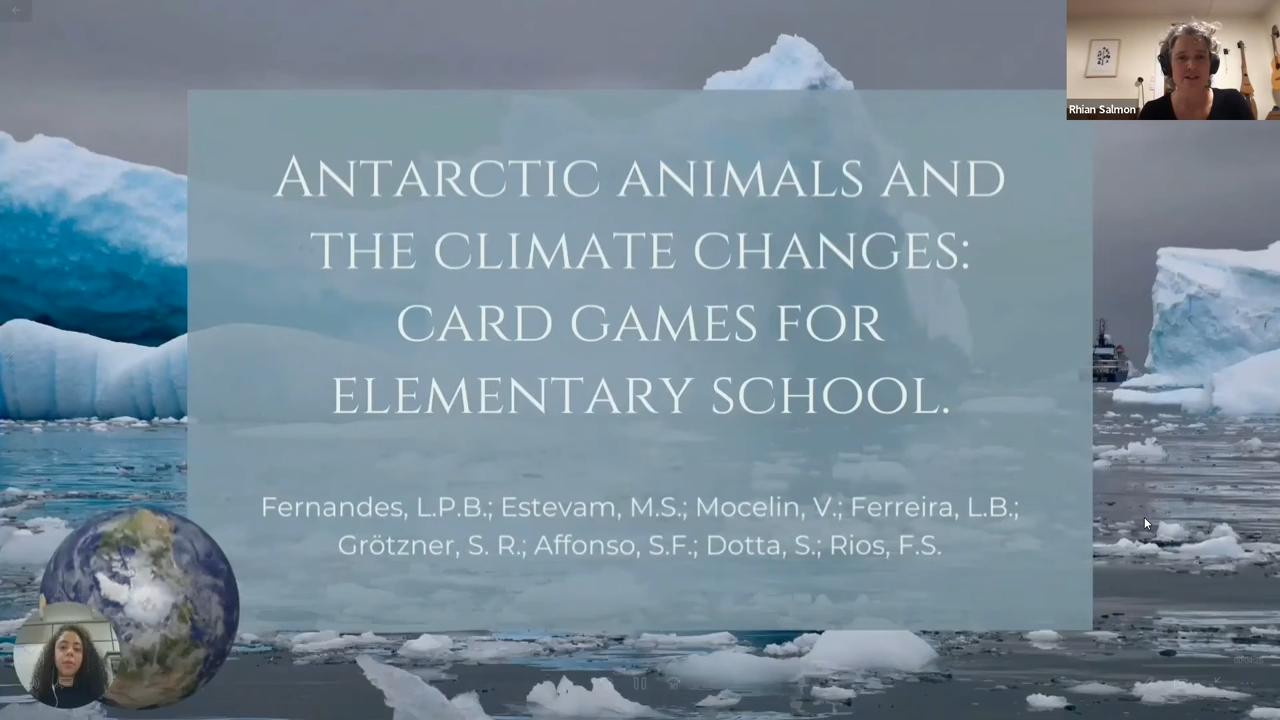 Rhian Salmon
ANTARCTIC ANIMALS AND
THE CLIMATE CHANGES:
CARD GAMES FOR
ELEMENTARY SCHOOL.
Fernandes, L.P.B.; Estevam, M.S.; Mocelin, V.; Ferreira, L.B.;
Grötzner, S. R.; Affonso, S.F.; Dotta, S.; Rios, F.S.